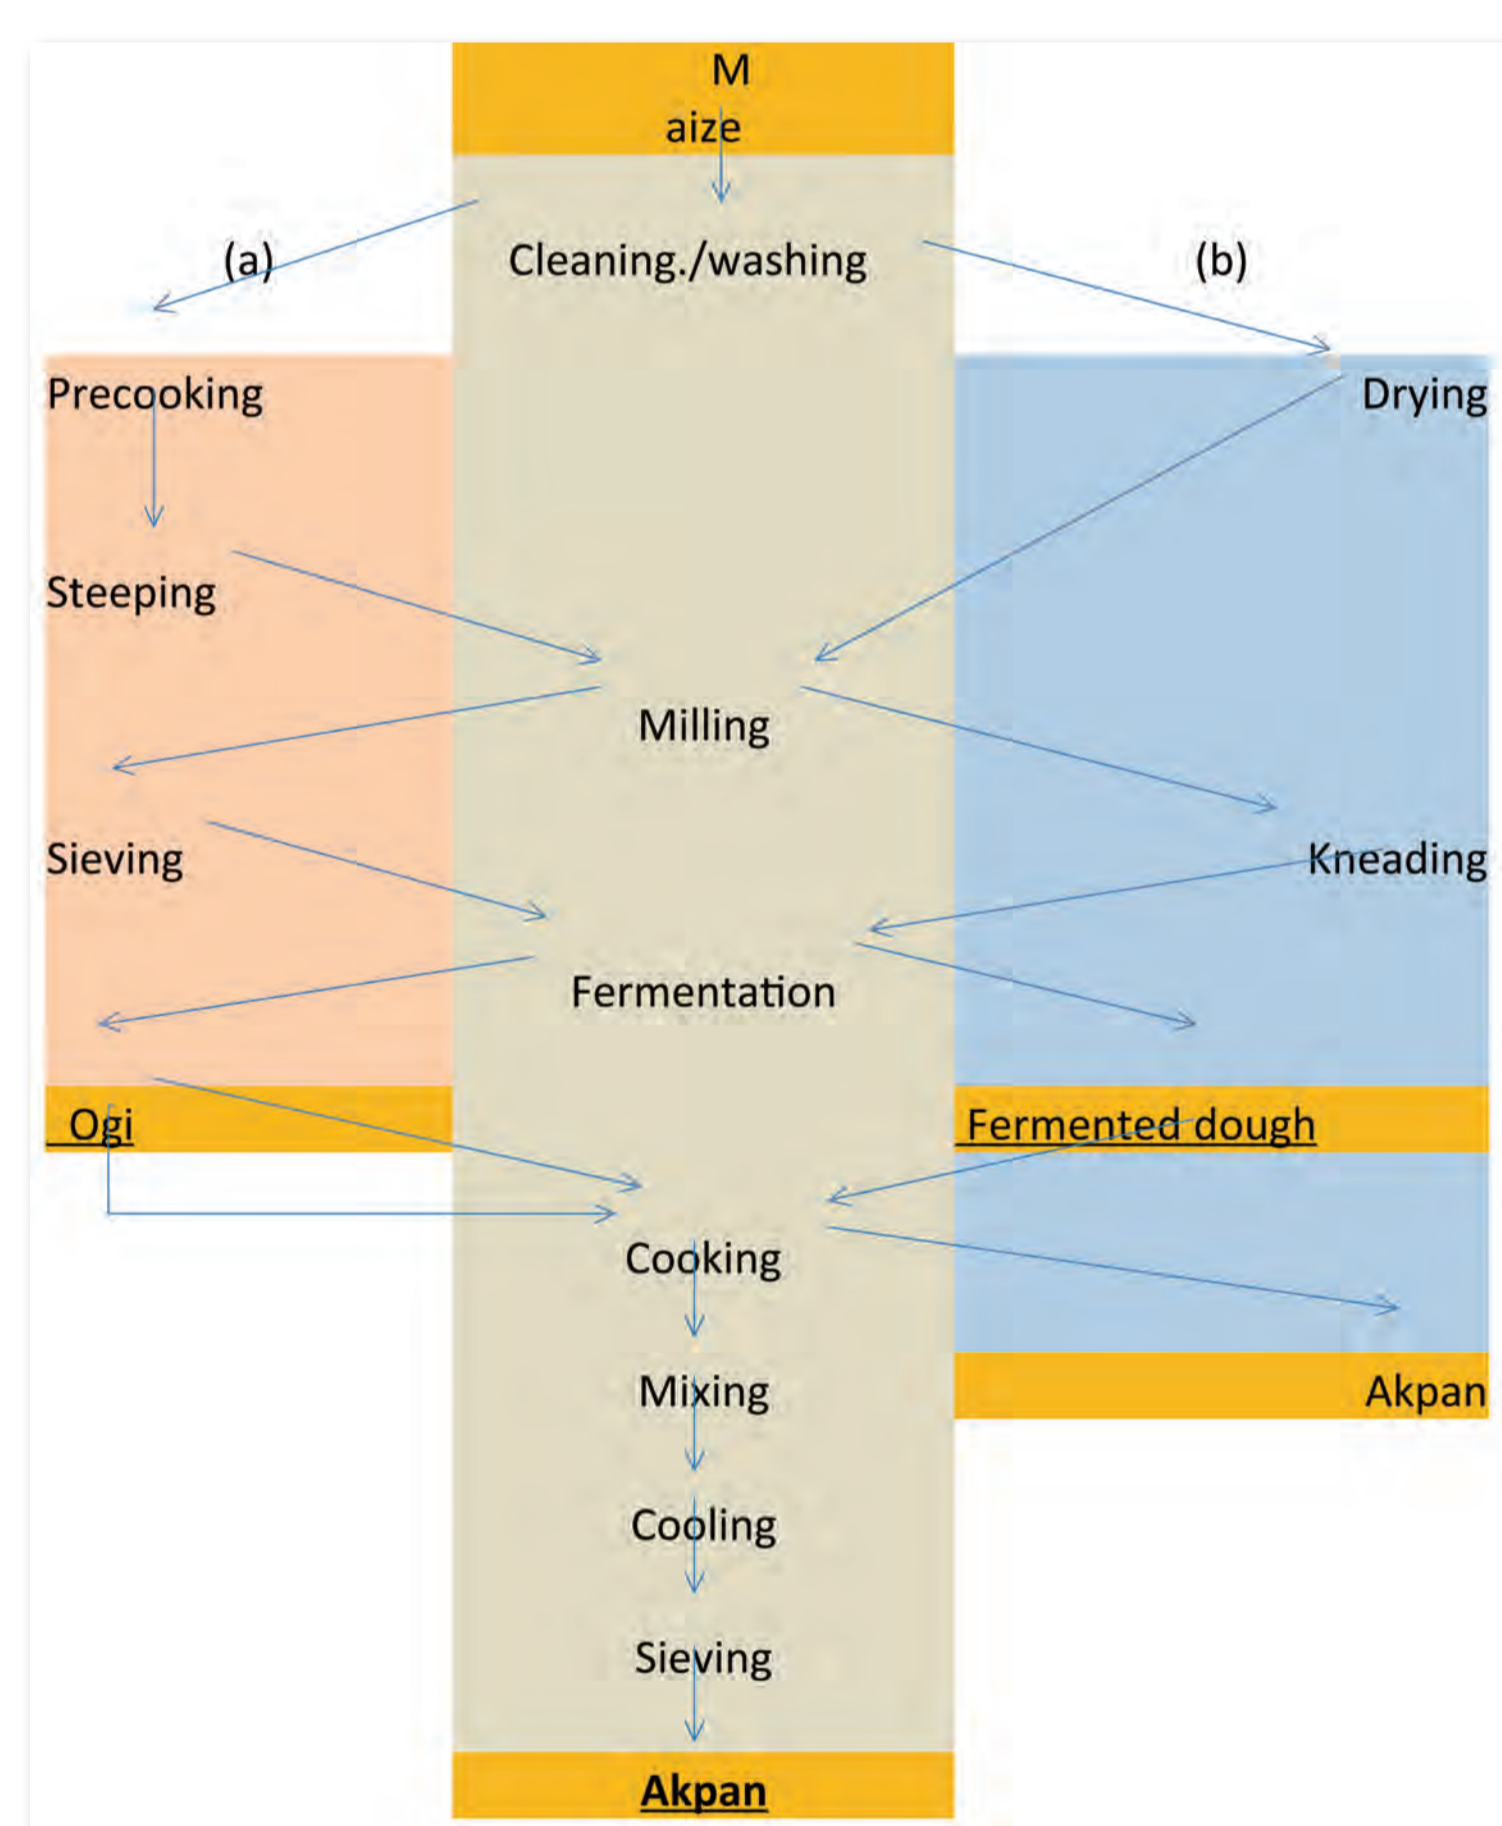 M
aize
(a)
Cleaning./washing
(b)
Precooking
Drying
Steeping
Milling
Sieving
Kneading
Fermentation
Ogi
Fermented dough
Cooking
Mixing
Akpan
Cooling
Sieving
Akpan